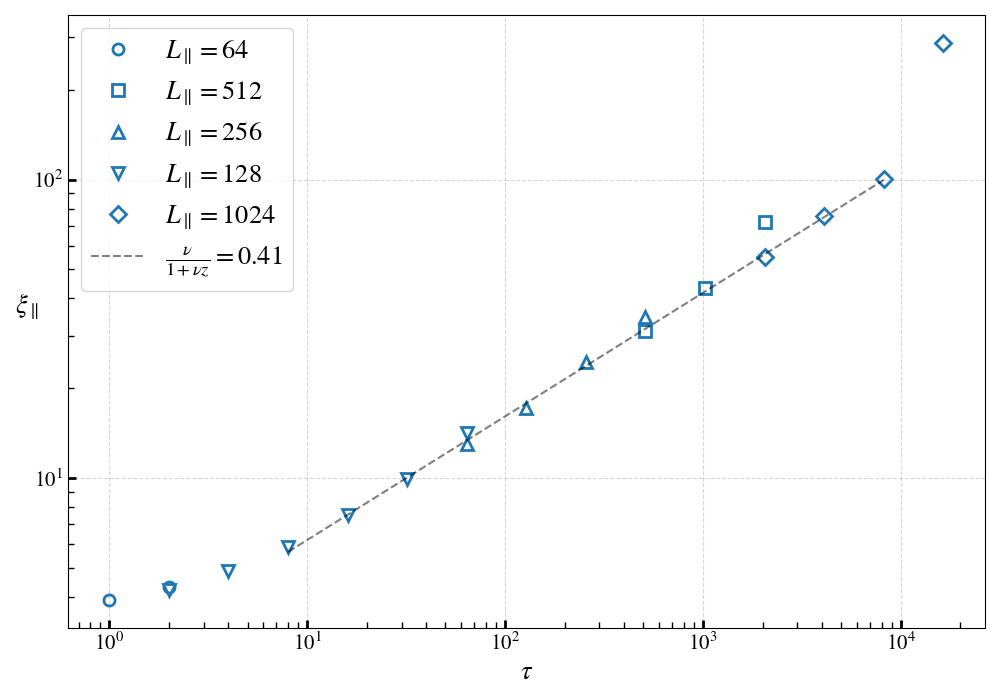 L∥ = 64
L∥ = 512
L∥ = 256
L∥ = 128
L∥ = 1024
ν/(1+νz) = 0.41
10²
ξ∥
10¹
10⁰ 10¹ 10² 10³ 10⁴
τ